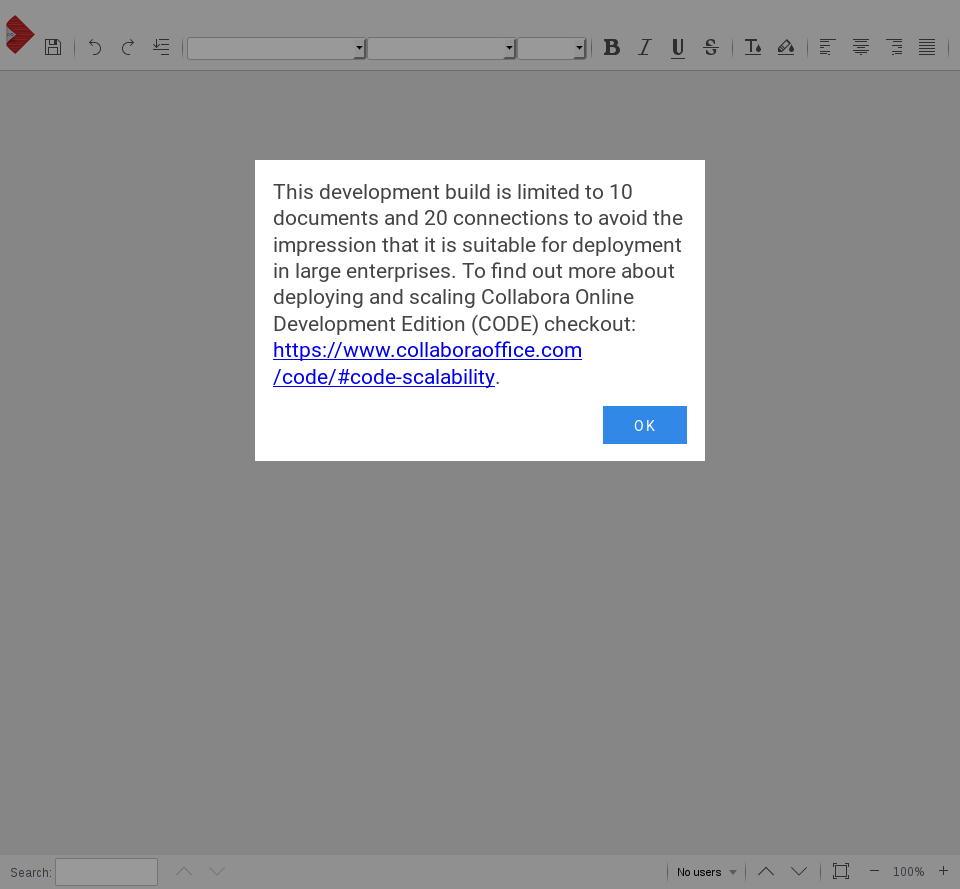 B I U S T
This development build is limited to 10
documents and 20 connections to avoid the
impression that it is suitable for deployment
in large enterprises. To find out more about
deploying and scaling Collabora Online
Development Edition (CODE) checkout:
https://www.collaboraoffice.com
/code/#code-scalability.
OK
Search: No users 100%